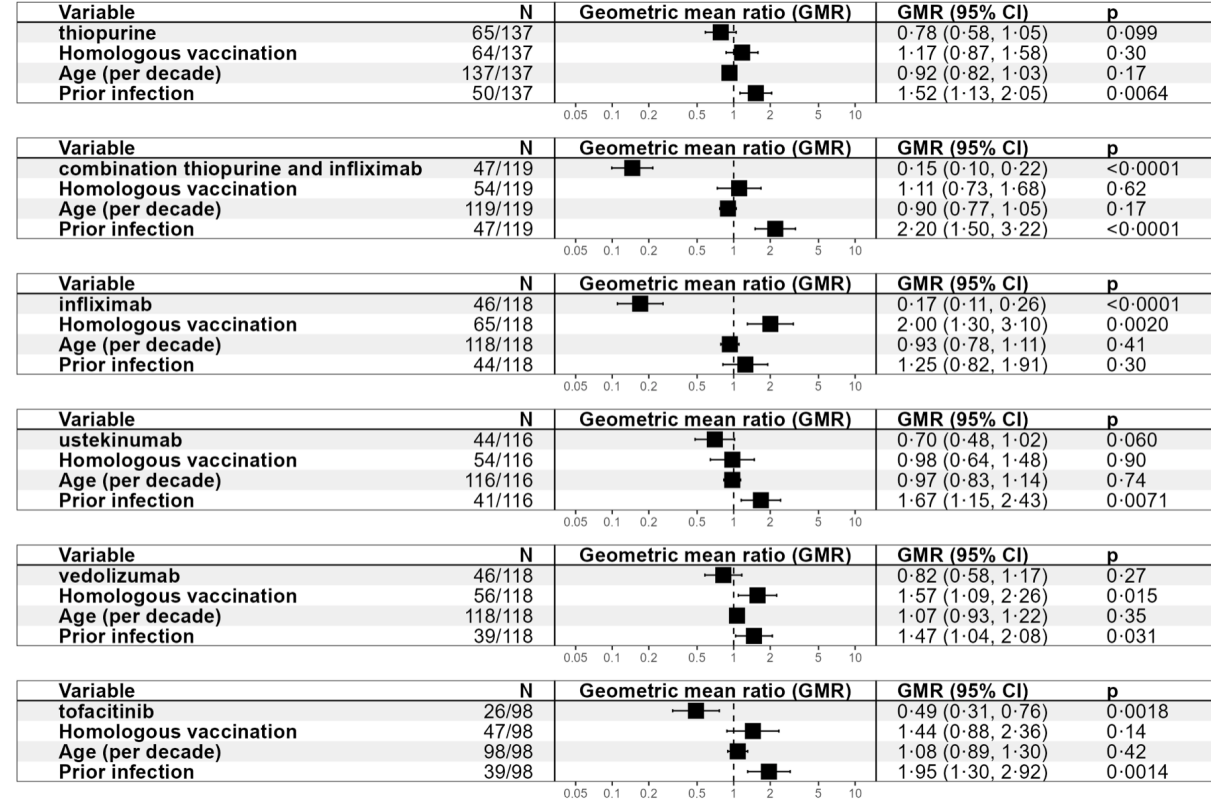 Variable N Geometric mean ratio (GMR) GMR (95% CI) p
thiopurine 65/137 0·78 (0·58, 1·05) 0·099
Homologous vaccination 64/137 1·17 (0·87, 1·58) 0·30
Age (per decade) 137/137 0·92 (0·82, 1·03) 0·17
Prior infection 50/137 1·52 (1·13, 2·05) 0·0064
0.05 0.1 0.2 0.5 1 2 5 10
Variable N Geometric mean ratio (GMR) GMR (95% CI) p
combination thiopurine and infliximab 47/119 0·15 (0·10, 0·22) <0·0001
Homologous vaccination 54/119 1·11 (0·73, 1·68) 0·62
Age (per decade) 119/119 0·90 (0·77, 1·05) 0·17
Prior infection 47/119 2·20 (1·50, 3·22) <0·0001
0.05 0.1 0.2 0.5 1 2 5 10
Variable N Geometric mean ratio (GMR) GMR (95% CI) p
infliximab 46/118 0·17 (0·11, 0·26) <0·0001
Homologous vaccination 65/118 2·00 (1·30, 3·10) 0·0020
Age (per decade) 118/118 0·93 (0·78, 1·11) 0·41
Prior infection 44/118 1·25 (0·82, 1·91) 0·30
0.05 0.1 0.2 0.5 1 2 5 10
Variable N Geometric mean ratio (GMR) GMR (95% CI) p
ustekinumab 44/116 0·70 (0·48, 1·02) 0·060
Homologous vaccination 54/116 0·98 (0·64, 1·48) 0·90
Age (per decade) 116/116 0·97 (0·83, 1·14) 0·74
Prior infection 41/116 1·67 (1·15, 2·43) 0·0071
0.05 0.1 0.2 0.5 1 2 5 10
Variable N Geometric mean ratio (GMR) GMR (95% CI) p
vedolizumab 46/118 0·82 (0·58, 1·17) 0·27
Homologous vaccination 56/118 1·57 (1·09, 2·26) 0·015
Age (per decade) 118/118 1·07 (0·93, 1·22) 0·35
Prior infection 39/118 1·47 (1·04, 2·08) 0·031
0.05 0.1 0.2 0.5 1 2 5 10
Variable N Geometric mean ratio (GMR) GMR (95% CI) p
tofacitinib 26/98 0·49 (0·31, 0·76) 0·0018
Homologous vaccination 47/98 1·44 (0·88, 2·36) 0·14
Age (per decade) 98/98 1·08 (0·89, 1·30) 0·42
Prior infection 39/98 1·95 (1·30, 2·92) 0·0014
0.05 0.1 0.2 0.5 1 2 5 10